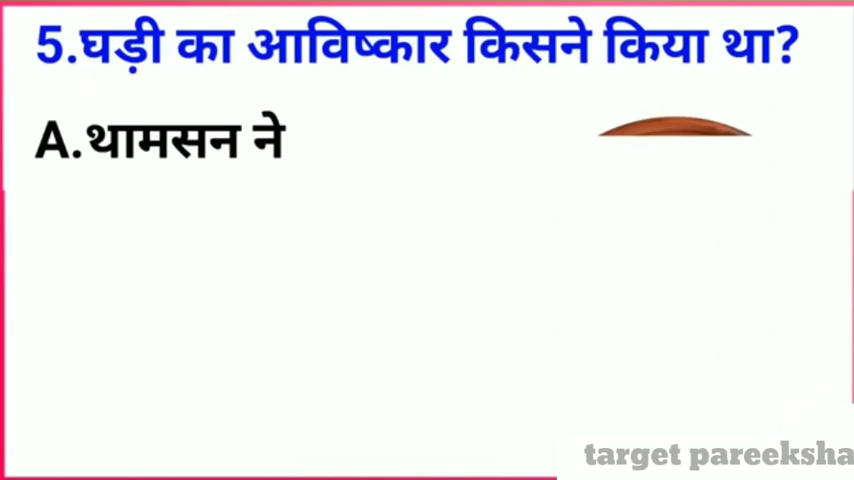 5.घड़ी का आविष्कार किसने किया था?
A.थामसन ने
target pareeksha